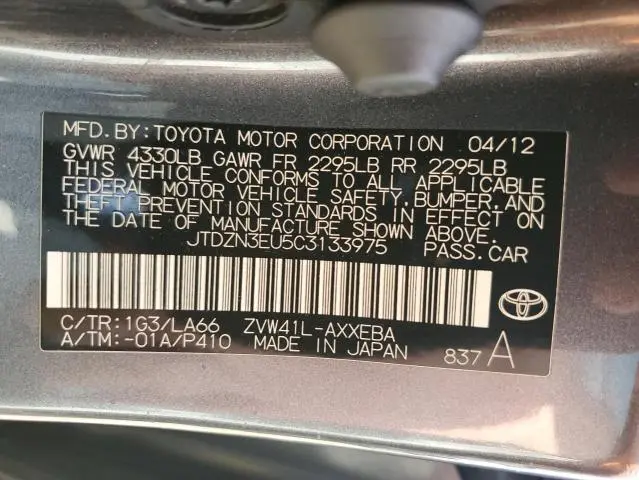 MFD.BY:TOYOTA MOTOR CORPORATION 04/12
GVWR 4330LB GAWR FR 2295LB RR 2295LB
THIS VEHICLE CONFORMS TO ALL APPLICABLE
FEDERAL MOTOR VEHICLE SAFETY,BUMPER,AND
THEFT PREVENTION STANDARDS IN EFFECT ON
THE DATE OF MANUFACTURE SHOWN ABOVE.
JTDZN3EU5C3133975 PASS.CAR
C/TR:1G3/LA66 ZVW41L-AXXEBA
A/TM:-01A/P410 MADE IN JAPAN 837A